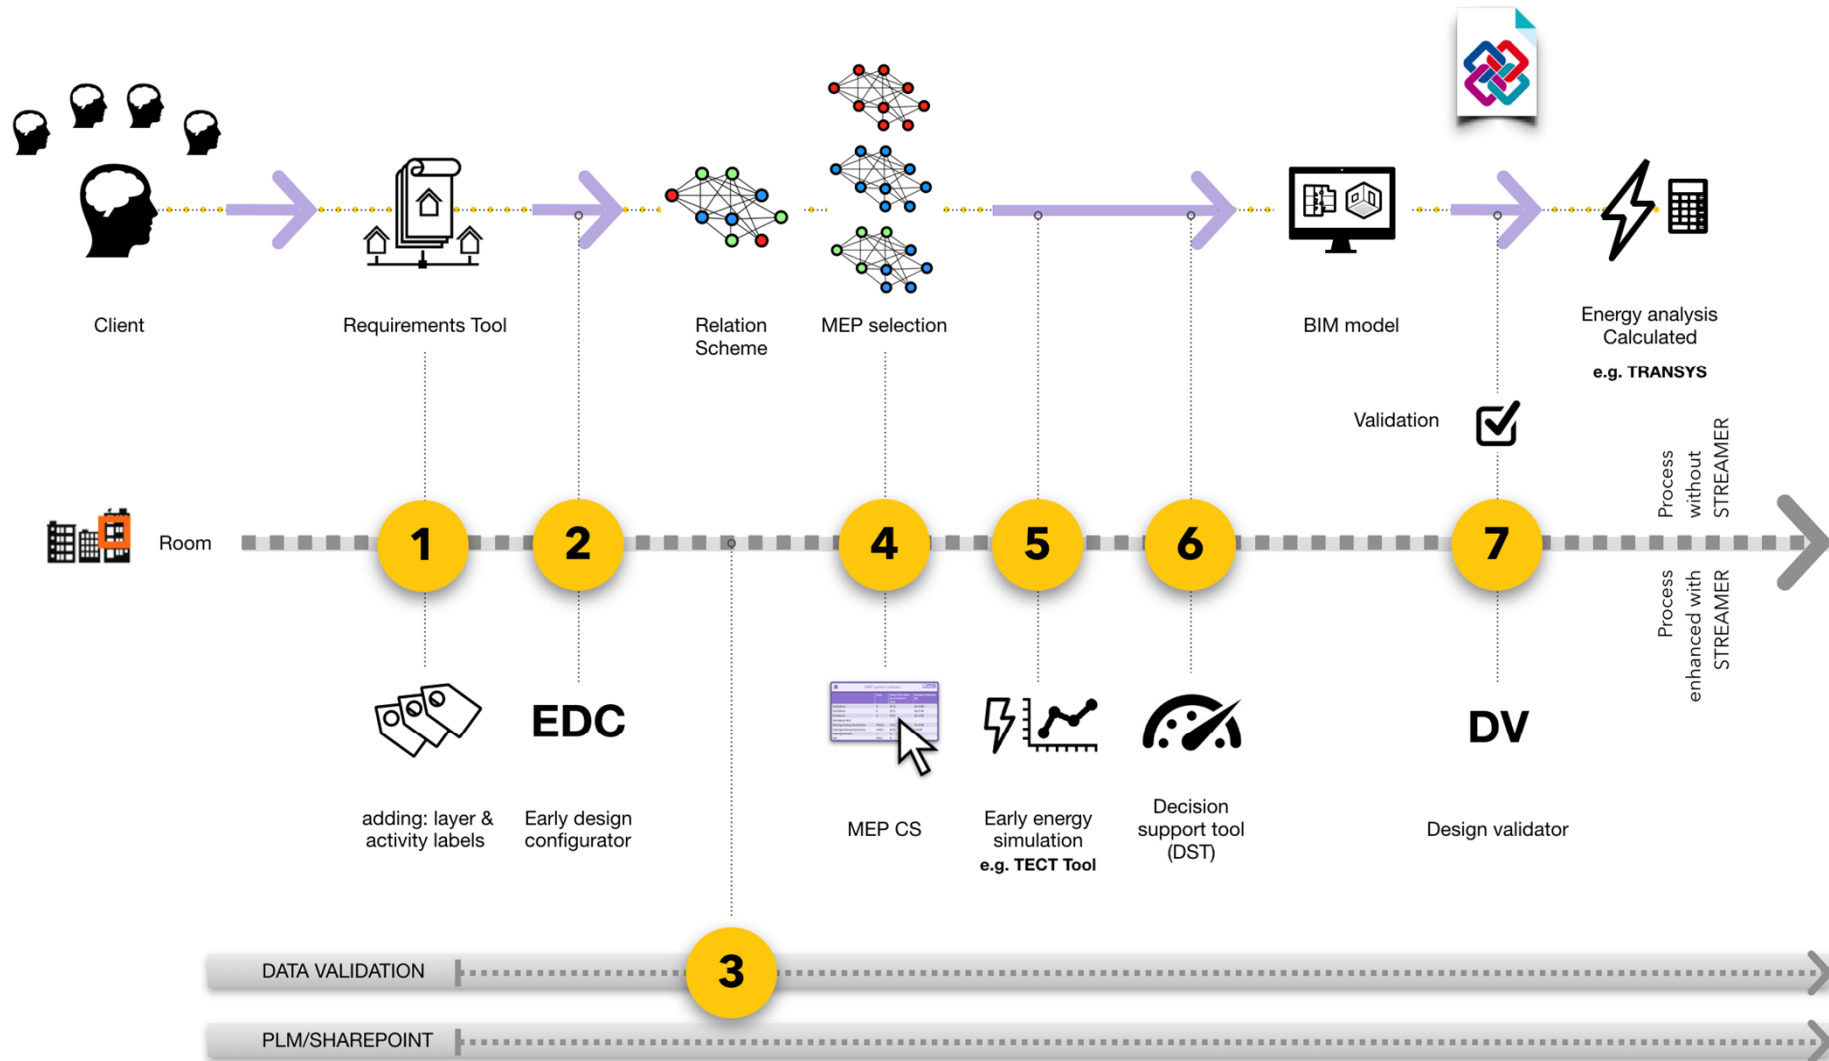 Client
Requirements Tool
Relation
Scheme
MEP selection
BIM model
Energy analysis
Calculated
e.g. TRANSYS
Validation
Process
without
STREAMER
Room
1
2
4
5
6
7
Process
enhanced with
STREAMER
EDC
DV
adding: layer &
activity labels
Early design
configurator
MEP CS
Early energy
simulation
e.g. TECT Tool
Decision
support tool
(DST)
Design validator
DATA VALIDATION
3
PLM/SHAREPOINT